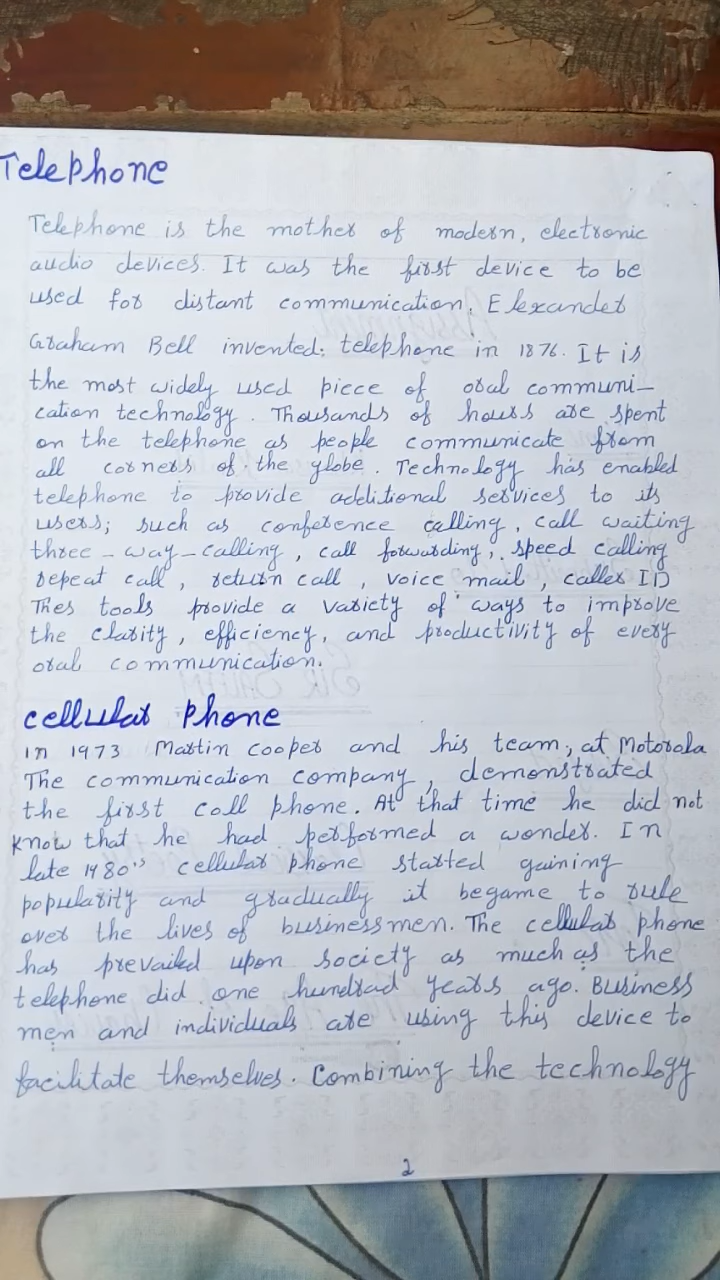 Telephone
Telephone is the mother of modern, electronic
audio devices. It was the first device to be
used for distant communication. Elexander
Graham Bell invented; telephone in 1876. It is
the most widely used piece of oral communi-
cation technology. Thousands of hours are spent
on the telephone as people communicate from
all corners of the globe. Technology has enabled
telephone to provide additional services to its
users; such as conference calling, call waiting
three-way-calling, call forwarding, speed calling
repeat call, return call, voice mail, caller ID
Thes tools provide a variety of ways to improve
the clarity, efficiency, and productivity of every
oral communication.
cellular phone
in 1973 Martin cooper and his team, at Motorola
The communication company, demonstrated
the first coll phone. At that time he did not
know that he had performed a wonder. In
late 1980's cellular phone started gaining
popularity and gradually it begame to rule
over the lives of businessmen. The cellular phone
has prevailed upon society as much as the
telephone did one hundrad years ago. Business
men and individuals are using this device to
facilitate themselves. Combining the technology
2